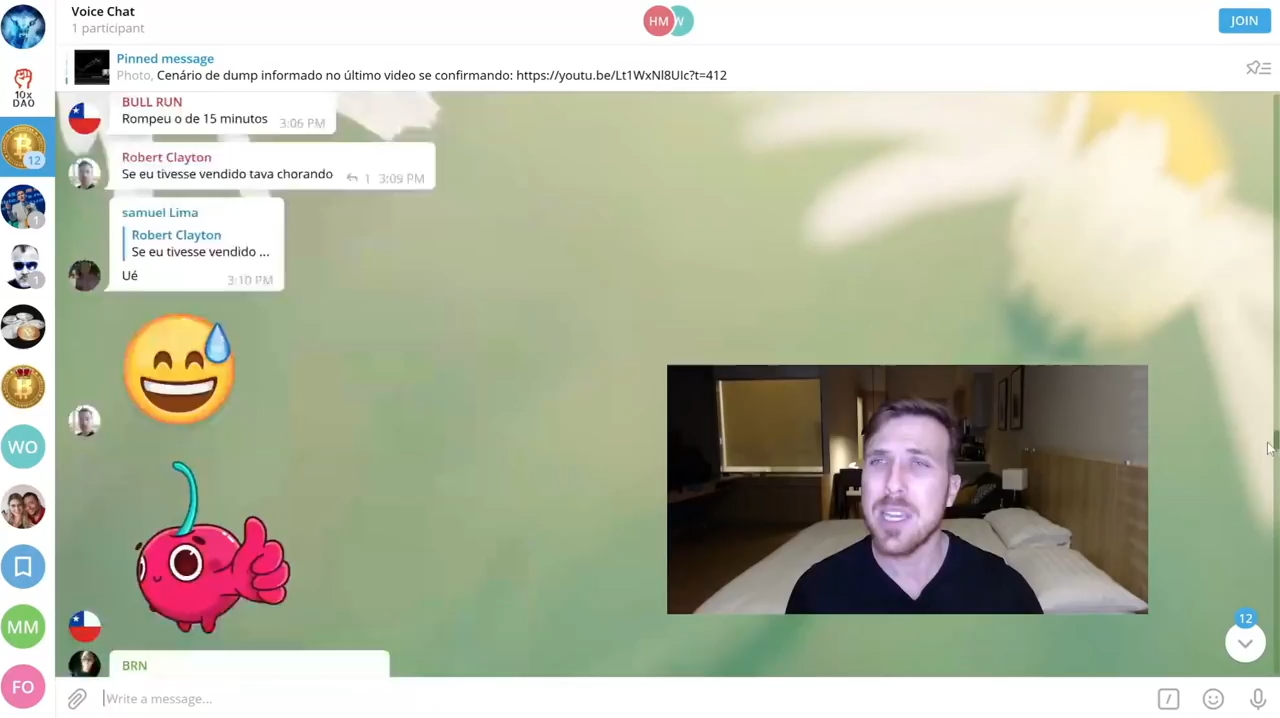 Voice Chat
1 participant
HM W
JOIN
Pinned message
Photo, Cenário de dump informado no último video se confirmando: https://youtu.be/Lt1WxNl8UIc?t=412
10x
DAO
12
1
1
WO
MM
FO
BULL RUN
Rompeu o de 15 minutos 3:06 PM
Robert Clayton
Se eu tivesse vendido tava chorando 1 3:09 PM
samuel Lima
Robert Clayton
Se eu tivesse vendido ...
Ué 3:10 PM
BRN
12
Write a message...